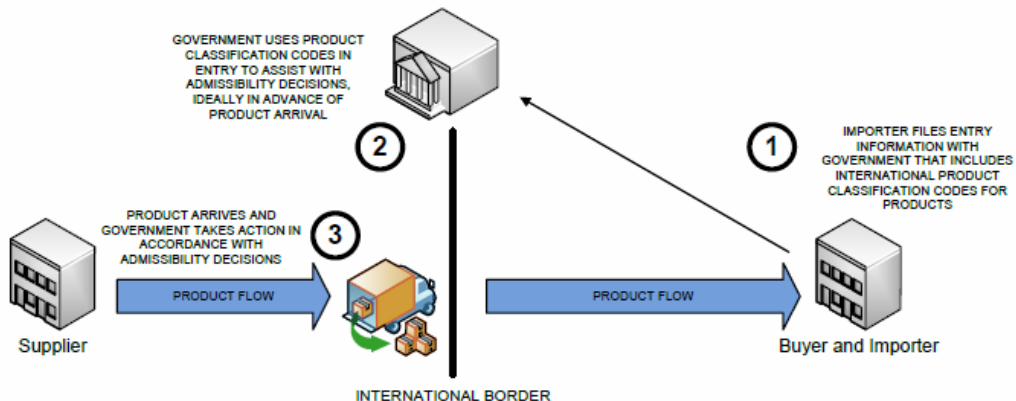 GOVERNMENT USES PRODUCT
CLASSIFICATION CODES IN
ENTRY TO ASSIST WITH
ADMISSIBILITY DECISIONS,
IDEALLY IN ADVANCE OF
PRODUCT ARRIVAL
2
1
IMPORTER FILES ENTRY
INFORMATION WITH
GOVERNMENT THAT INCLUDES
INTERNATIONAL PRODUCT
CLASSIFICATION CODES FOR
PRODUCTS
PRODUCT ARRIVES AND
GOVERNMENT TAKES ACTION IN
ACCORDANCE WITH
ADMISSIBILITY DECISIONS
3
PRODUCT FLOW
PRODUCT FLOW
Supplier
Buyer and Importer
INTERNATIONAL BORDER